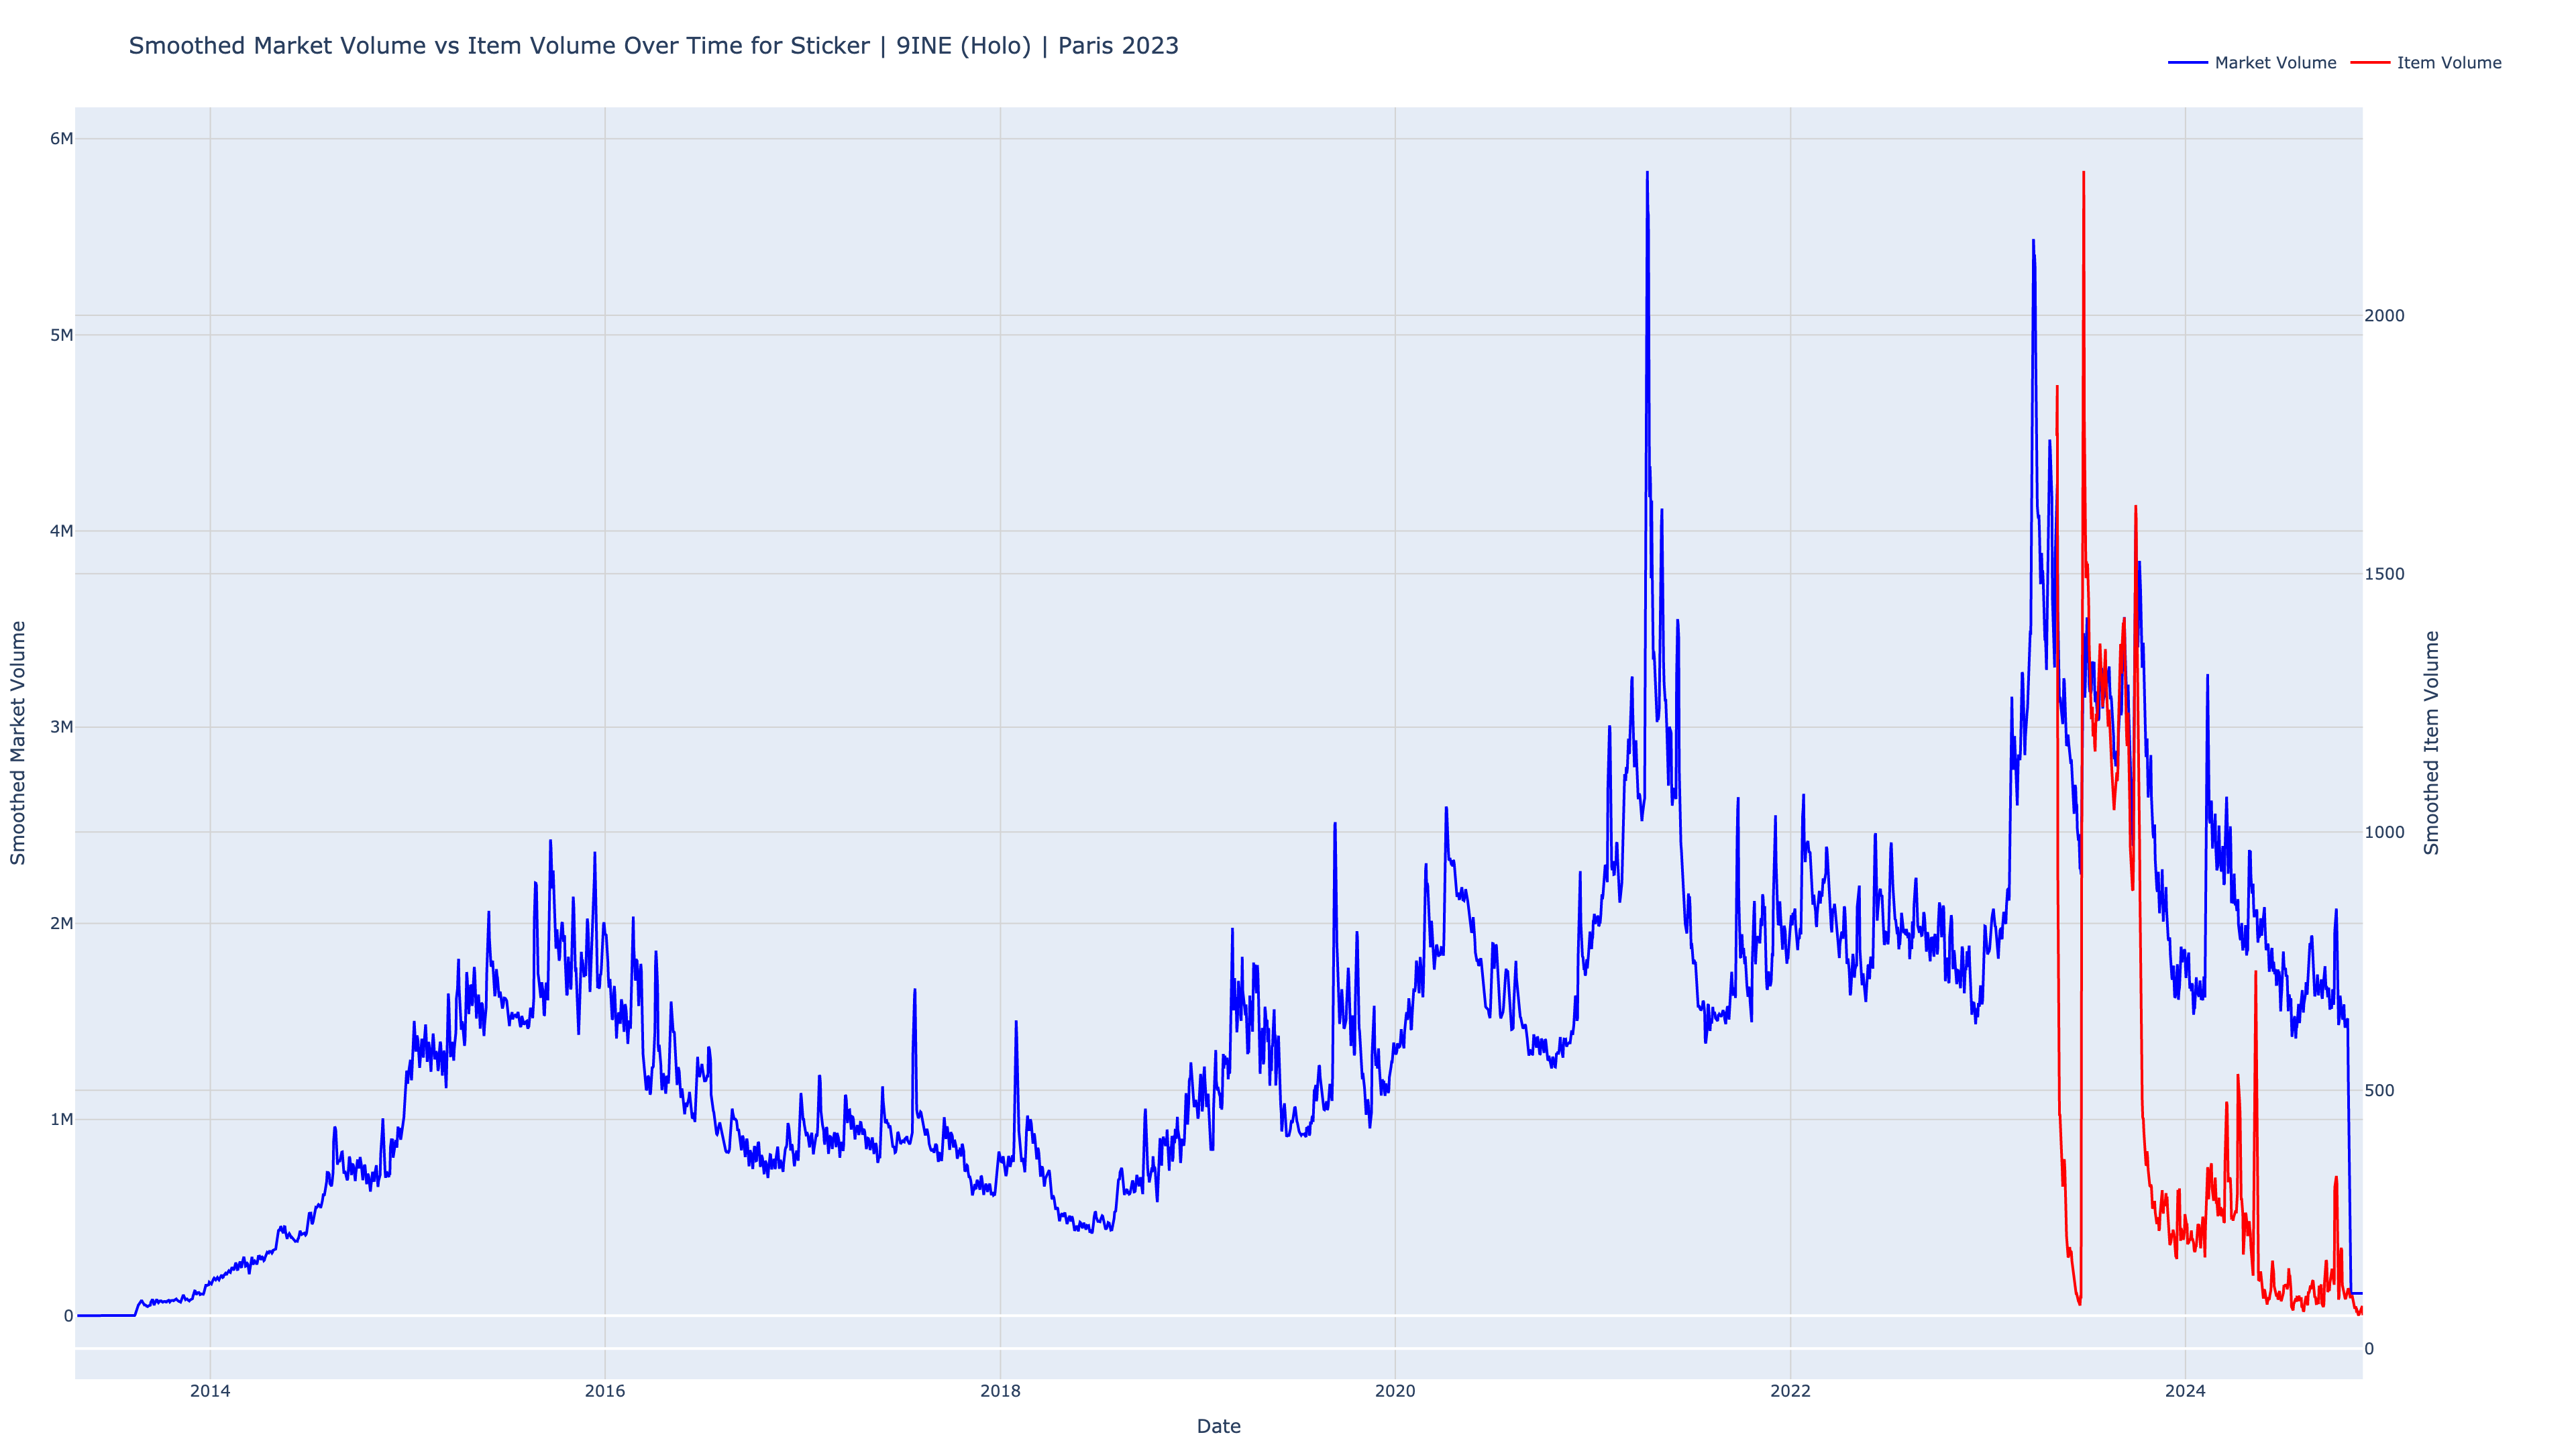 Smoothed Market Volume vs Item Volume Over Time for Sticker | 9INE (Holo) | Paris 2023
Market Volume
Item Volume
6M
5M
4M
3M
2M
1M
0
Smoothed Market Volume
2000
1500
1000
500
0
Smoothed Item Volume
2014
2016
2018
2020
2022
2024
Date